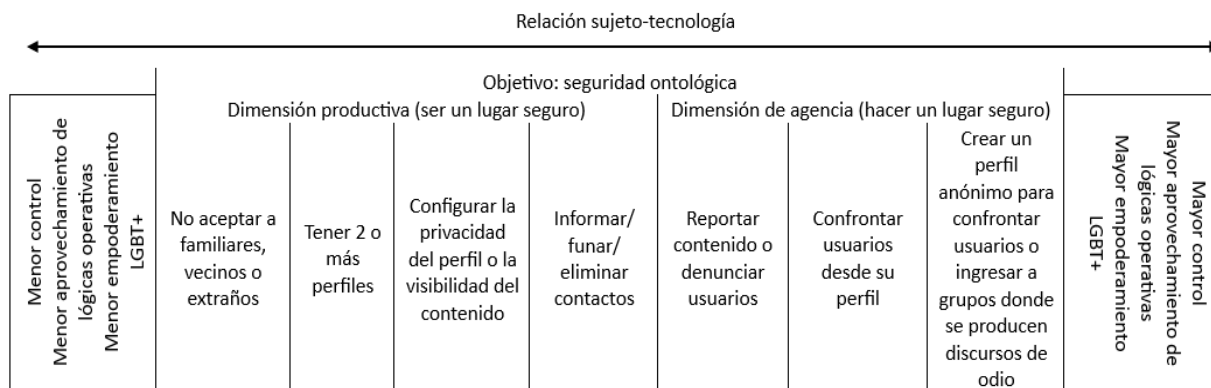 Relación sujeto-tecnología
Objetivo: seguridad ontológica
Dimensión productiva (ser un lugar seguro)
Dimensión de agencia (hacer un lugar seguro)
Menor control
Menor aprovechamiento de
lógicas operativas
Menor empoderamiento
LGBT+
No aceptar a
familiares,
vecinos o
extraños
Tener 2 o
más
perfiles
Configurar la
privacidad
del perfil o la
visibilidad del
contenido
Informar/
funar/
eliminar
contactos
Reportar
contenido o
denunciar
usuarios
Confrontar
usuarios
desde su
perfil
Crear un
perfil
anónimo para
confrontar
usuarios o
ingresar a
grupos donde
se producen
discursos de
odio
Mayor control
Mayor aprovechamiento de
lógicas operativas
Mayor empoderamiento
LGBT+